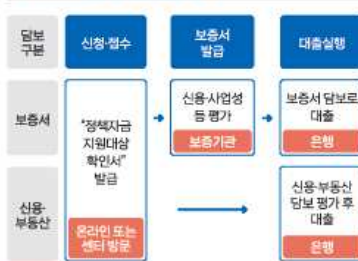 담보
구분
신청·접수
보증서
발급
대출실행
보증서
"정책자금
지원대상
확인서"
발급
온라인 또는
센터 방문
신용·사업성
등 평가
보증기관
보증서 담보로
대출
은행
신용·
부동산
신용·부동산
담보 평가 후
대출
은행